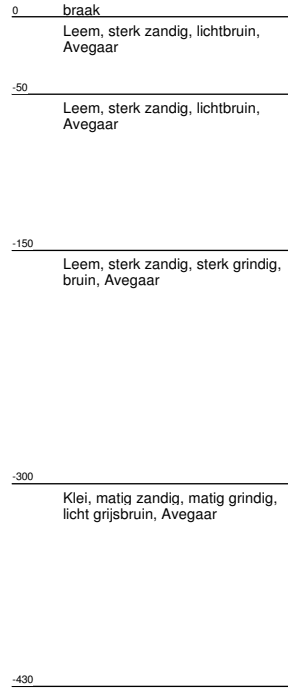 0 braak
Leem, sterk zandig, lichtbruin,
Avegaar
-50
Leem, sterk zandig, lichtbruin,
Avegaar
-150
Leem, sterk zandig, sterk grindig,
bruin, Avegaar
-300
Klei, matig zandig, matig grindig,
licht grijsbruin, Avegaar
-430